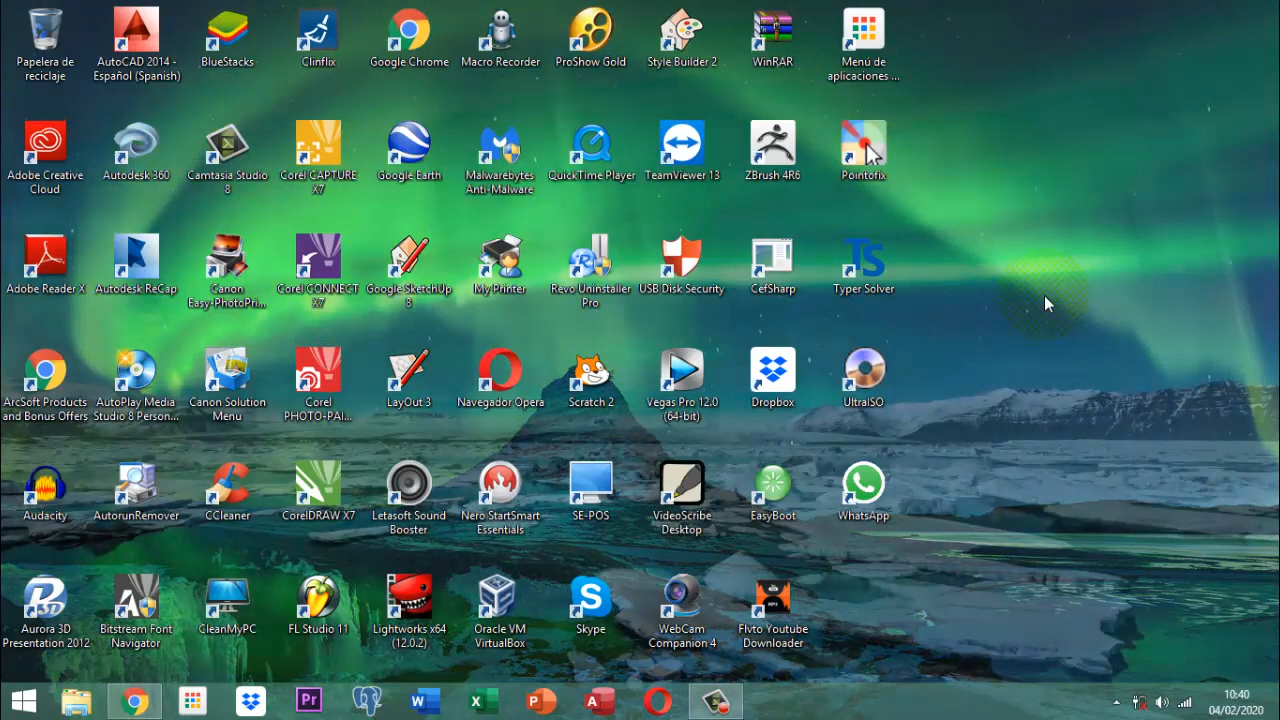 Papelera de
reciclaje
AutoCAD 2014 -
Español (Spanish)
BlueStacks
Clinflix
Google Chrome
Macro Recorder
ProShow Gold
Style Builder 2
WinRAR
Menú de
aplicaciones ...
Adobe Creative
Cloud
Autodesk 360
Camtasia Studio
8
Corel CAPTURE
X7
Google Earth
Malwarebytes
Anti-Malware
QuickTime Player
TeamViewer 13
ZBrush 4R6
Pointofix
Adobe Reader X
Autodesk ReCap
Canon
Easy-PhotoPri...
Corel CONNECT
X7
Google SketchUp
8
My Printer
Revo Uninstaller
Pro
USB Disk Security
CefSharp
TS
Typer Solver
ArcSoft Products
and Bonus Offers
AutoPlay Media
Studio 8 Person...
Canon Solution
Menu
Corel
PHOTO-PAI...
LayOut 3
Navegador Opera
Scratch 2
Vegas Pro 12.0
(64-bit)
Dropbox
UltraISO
Audacity
AutorunRemover
CCleaner
CorelDRAW X7
Letasoft Sound
Booster
Nero StartSmart
Essentials
SE-POS
VideoScribe
Desktop
EasyBoot
WhatsApp
Aurora 3D
Presentation 2012
Bitstream Font
Navigator
CleanMyPC
FL Studio 11
Lightworks x64
(12.0.2)
Oracle VM
VirtualBox
Skype
WebCam
Companion 4
Flvto Youtube
Downloader
Pr
10:40
04/02/2020